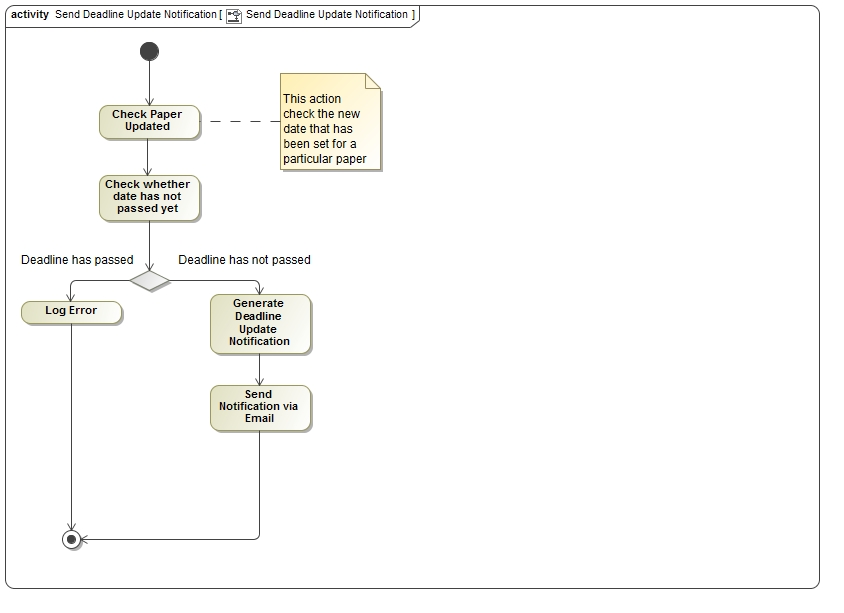 activity Send Deadline Update Notification [ Send Deadline Update Notification ]
This action
check the new
date that has
been set for a
particular paper
Check Paper
Updated
Check whether
date has not
passed yet
Deadline has passed
Deadline has not passed
Log Error
Generate
Deadline
Update
Notification
Send
Notification via
Email